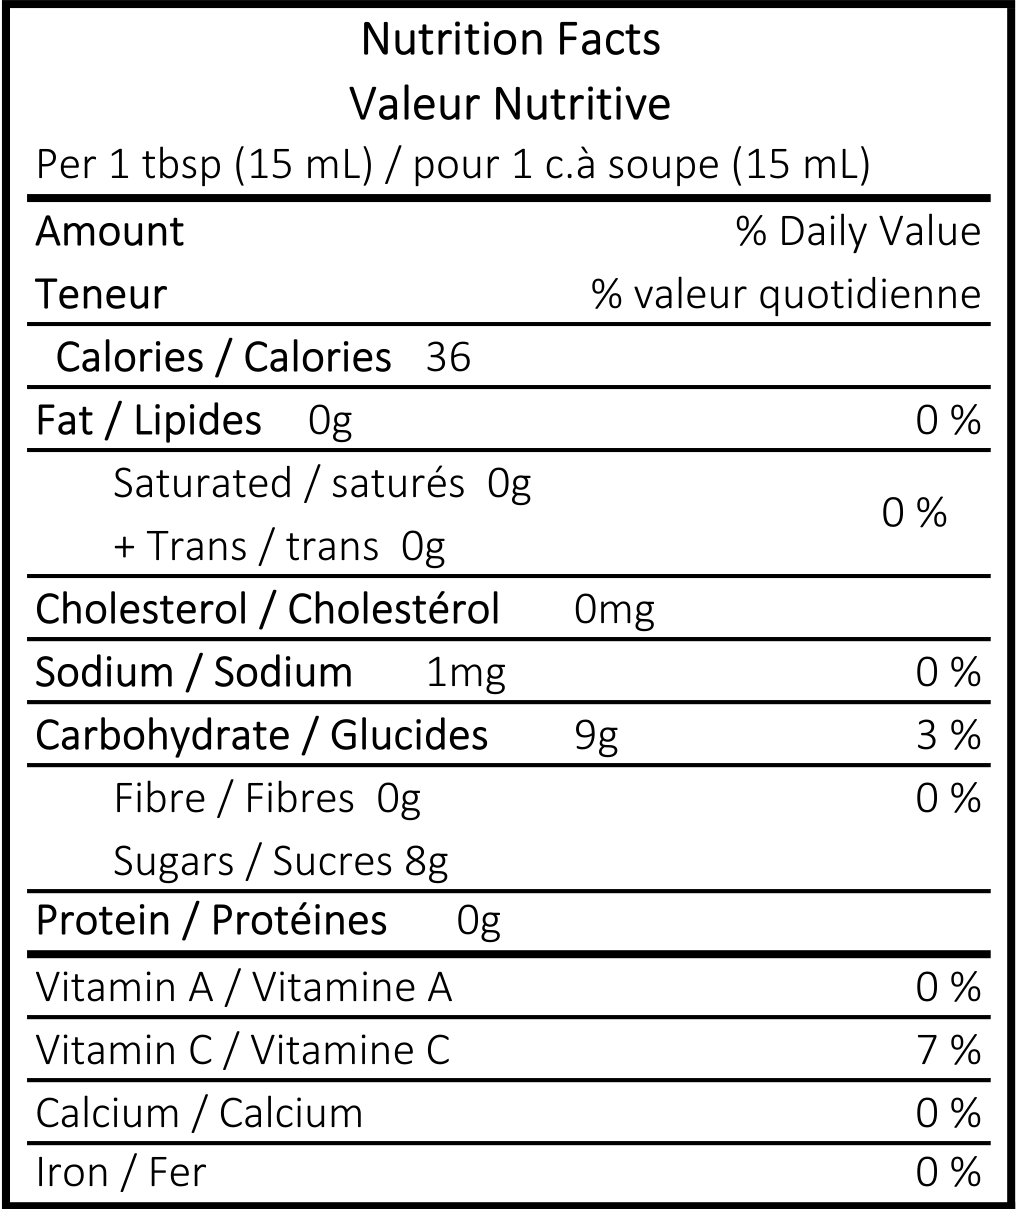 Nutrition Facts
Valeur Nutritive
Per 1 tbsp (15 mL) / pour 1 c.à soupe (15 mL)
Amount % Daily Value
Teneur % valeur quotidienne
Calories / Calories 36
Fat / Lipides 0g 0 %
Saturated / saturés 0g
0 %
+ Trans / trans 0g
Cholesterol / Cholestérol 0mg
Sodium / Sodium 1mg 0 %
Carbohydrate / Glucides 9g 3 %
Fibre / Fibres 0g 0 %
Sugars / Sucres 8g
Protein / Protéines 0g
Vitamin A / Vitamine A 0 %
Vitamin C / Vitamine C 7 %
Calcium / Calcium 0 %
Iron / Fer 0 %